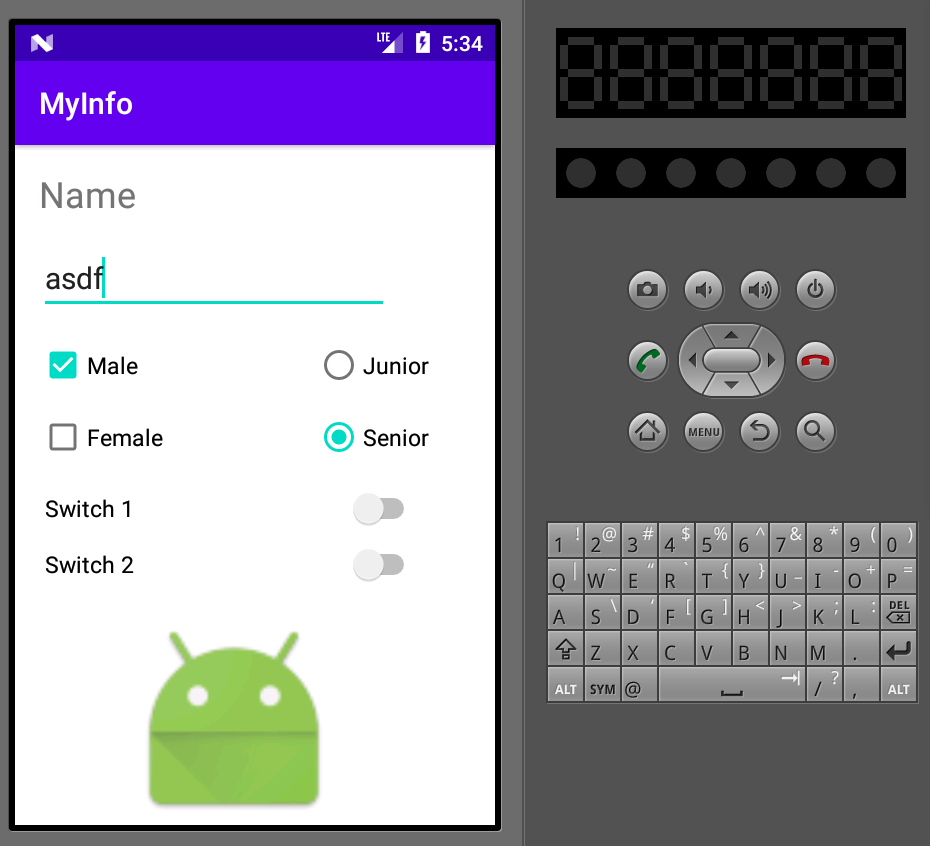 LTE 5:34
MyInfo
Name
asdf
Male
Junior
Female
Senior
Switch 1
Switch 2
MENU
1 ! 2 @ 3 # 4 $ 5 % 6 ^ 7 & 8 * 9 ( 0 )
Q | W ~ E “ R ` T { Y } U _ I - O + P =
A S \ D ‘ F [ G ] H < J > K ; L : DEL
Z X C V B N M .
ALT SYM @ / ? , ALT